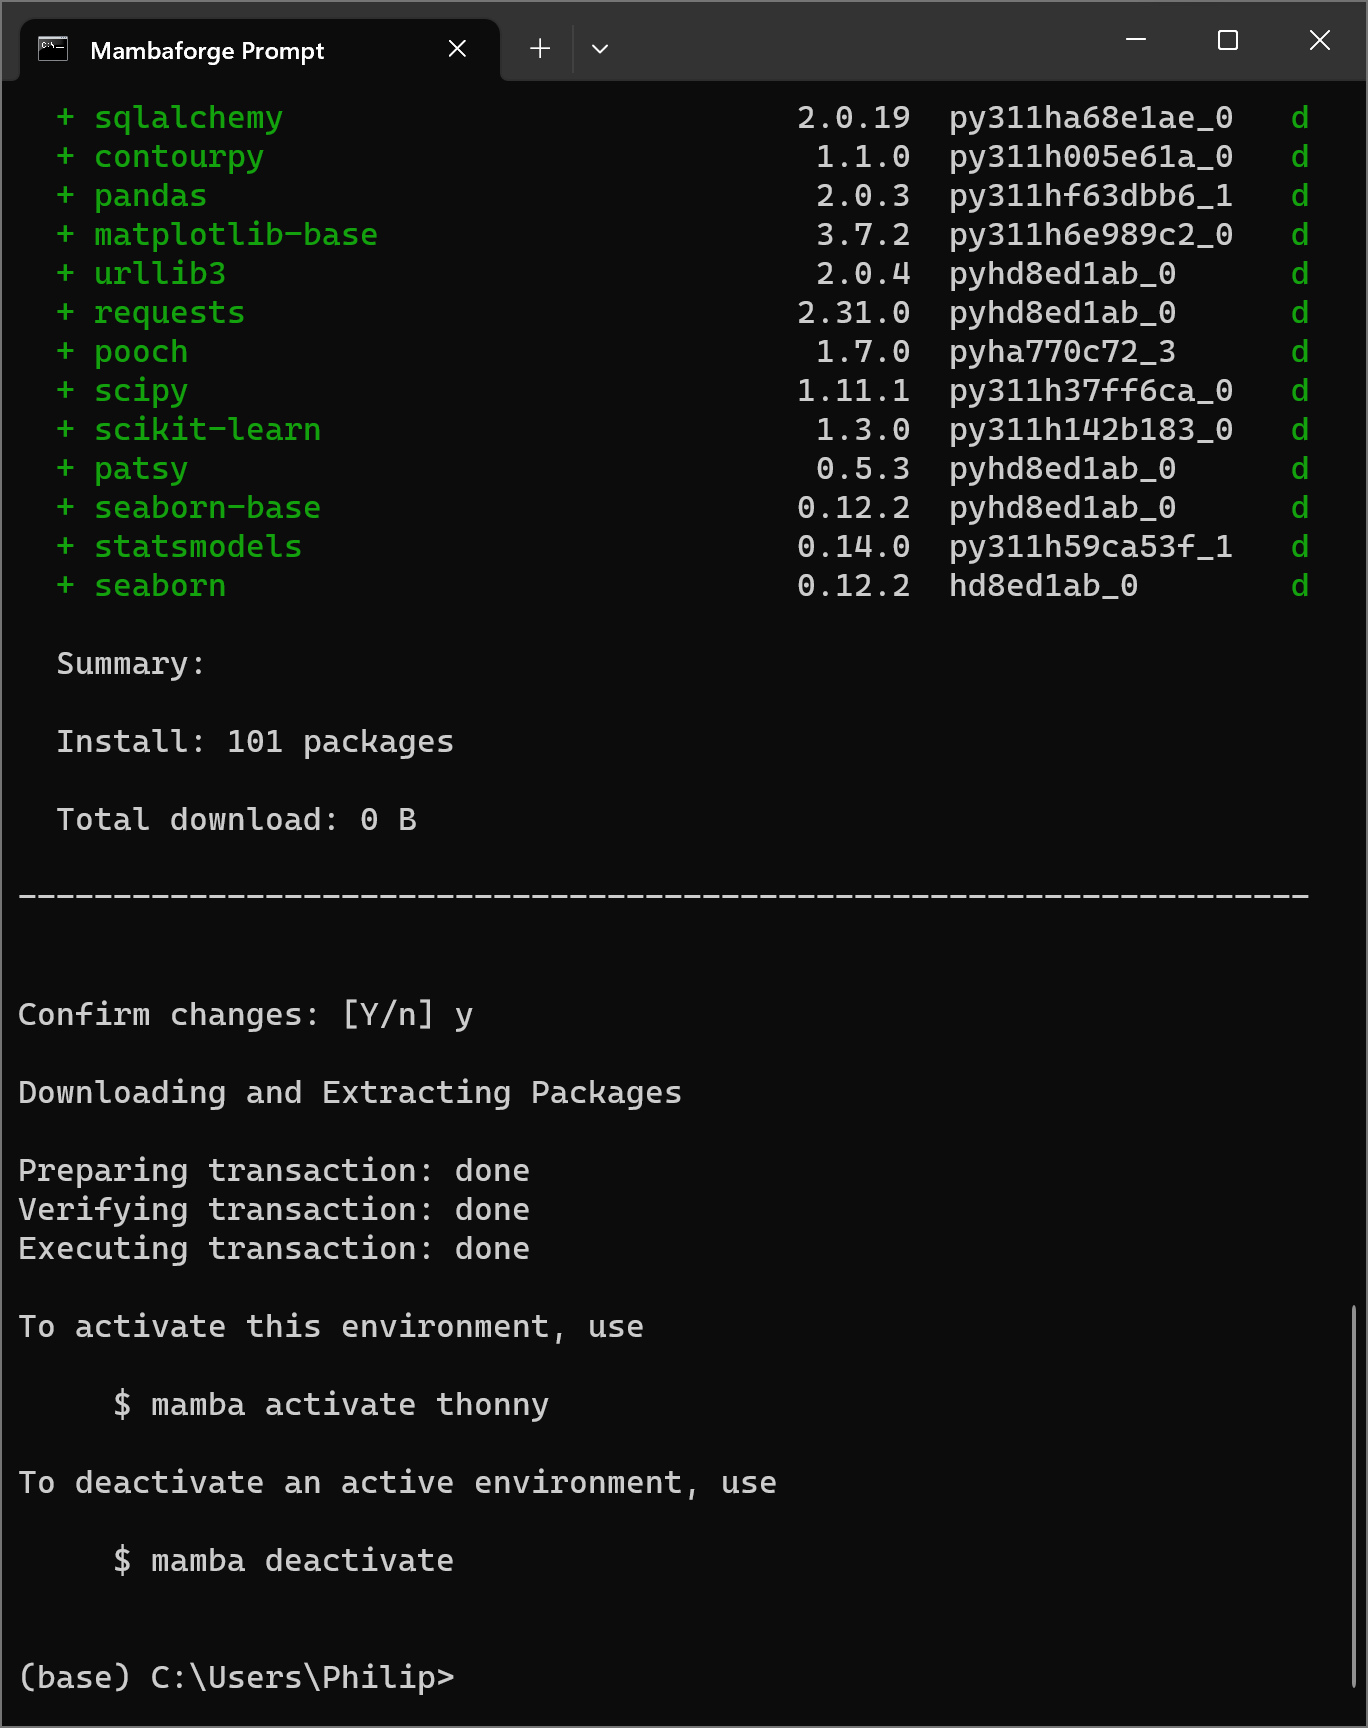 Mambaforge Prompt
+ sqlalchemy 2.0.19 py311ha68e1ae_0 d
+ contourpy 1.1.0 py311h005e61a_0 d
+ pandas 2.0.3 py311hf63dbb6_1 d
+ matplotlib-base 3.7.2 py311h6e989c2_0 d
+ urllib3 2.0.4 pyhd8ed1ab_0 d
+ requests 2.31.0 pyhd8ed1ab_0 d
+ pooch 1.7.0 pyha770c72_3 d
+ scipy 1.11.1 py311h37ff6ca_0 d
+ scikit-learn 1.3.0 py311h142b183_0 d
+ patsy 0.5.3 pyhd8ed1ab_0 d
+ seaborn-base 0.12.2 pyhd8ed1ab_0 d
+ statsmodels 0.14.0 py311h59ca53f_1 d
+ seaborn 0.12.2 hd8ed1ab_0 d
Summary:
Install: 101 packages
Total download: 0 B
────────────────────────────────────────────────────────────────────
Confirm changes: [Y/n] y
Downloading and Extracting Packages
Preparing transaction: done
Verifying transaction: done
Executing transaction: done
To activate this environment, use
$ mamba activate thonny
To deactivate an active environment, use
$ mamba deactivate
(base) C:\Users\Philip>